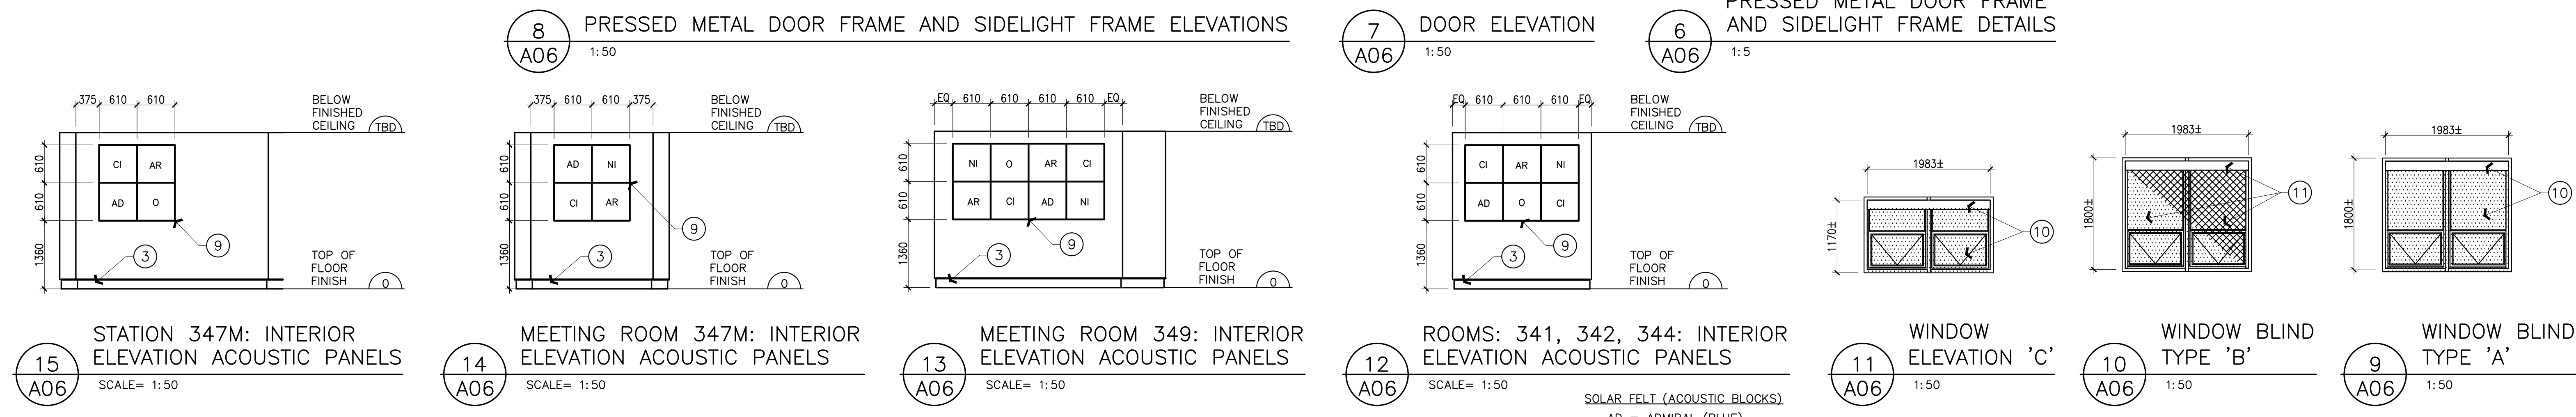 8
A06
PRESSED METAL DOOR FRAME AND SIDELIGHT FRAME ELEVATIONS
1:50
7
A06
DOOR ELEVATION
1:50
6
A06
PRESSED METAL DOOR FRAME
AND SIDELIGHT FRAME DETAILS
1:5
375 610 610
BELOW
FINISHED
CEILING TBD
610
610
1360
CI AR
AD O
9
3
TOP OF
FLOOR
FINISH 0
15
A06
STATION 347M: INTERIOR
ELEVATION ACOUSTIC PANELS
SCALE= 1:50
375 610 610 375
BELOW
FINISHED
CEILING TBD
610
610
1360
AD NI
CI AR
9
3
TOP OF
FLOOR
FINISH 0
14
A06
MEETING ROOM 347M: INTERIOR
ELEVATION ACOUSTIC PANELS
SCALE= 1:50
EQ 610 610 610 610 EQ
BELOW
FINISHED
CEILING TBD
610
610
1360
NI O AR CI
AR CI AD NI
9
3
TOP OF
FLOOR
FINISH 0
13
A06
MEETING ROOM 349: INTERIOR
ELEVATION ACOUSTIC PANELS
SCALE= 1:50
EQ 610 610 610 EQ
BELOW
FINISHED
CEILING TBD
610
610
1360
CI AR NI
AD O CI
9
3
TOP OF
FLOOR
FINISH 0
12
A06
ROOMS: 341, 342, 344: INTERIOR
ELEVATION ACOUSTIC PANELS
SCALE= 1:50
SOLAR FELT (ACOUSTIC BLOCKS)
AD = ADMIRAL (BLUE)
1983±
1170±
10
11
A06
WINDOW
ELEVATION 'C'
1:50
1983±
1800±
11
10
A06
WINDOW BLIND
TYPE 'B'
1:50
1983±
1800±
10
9
A06
WINDOW BLIND
TYPE 'A'
1:50